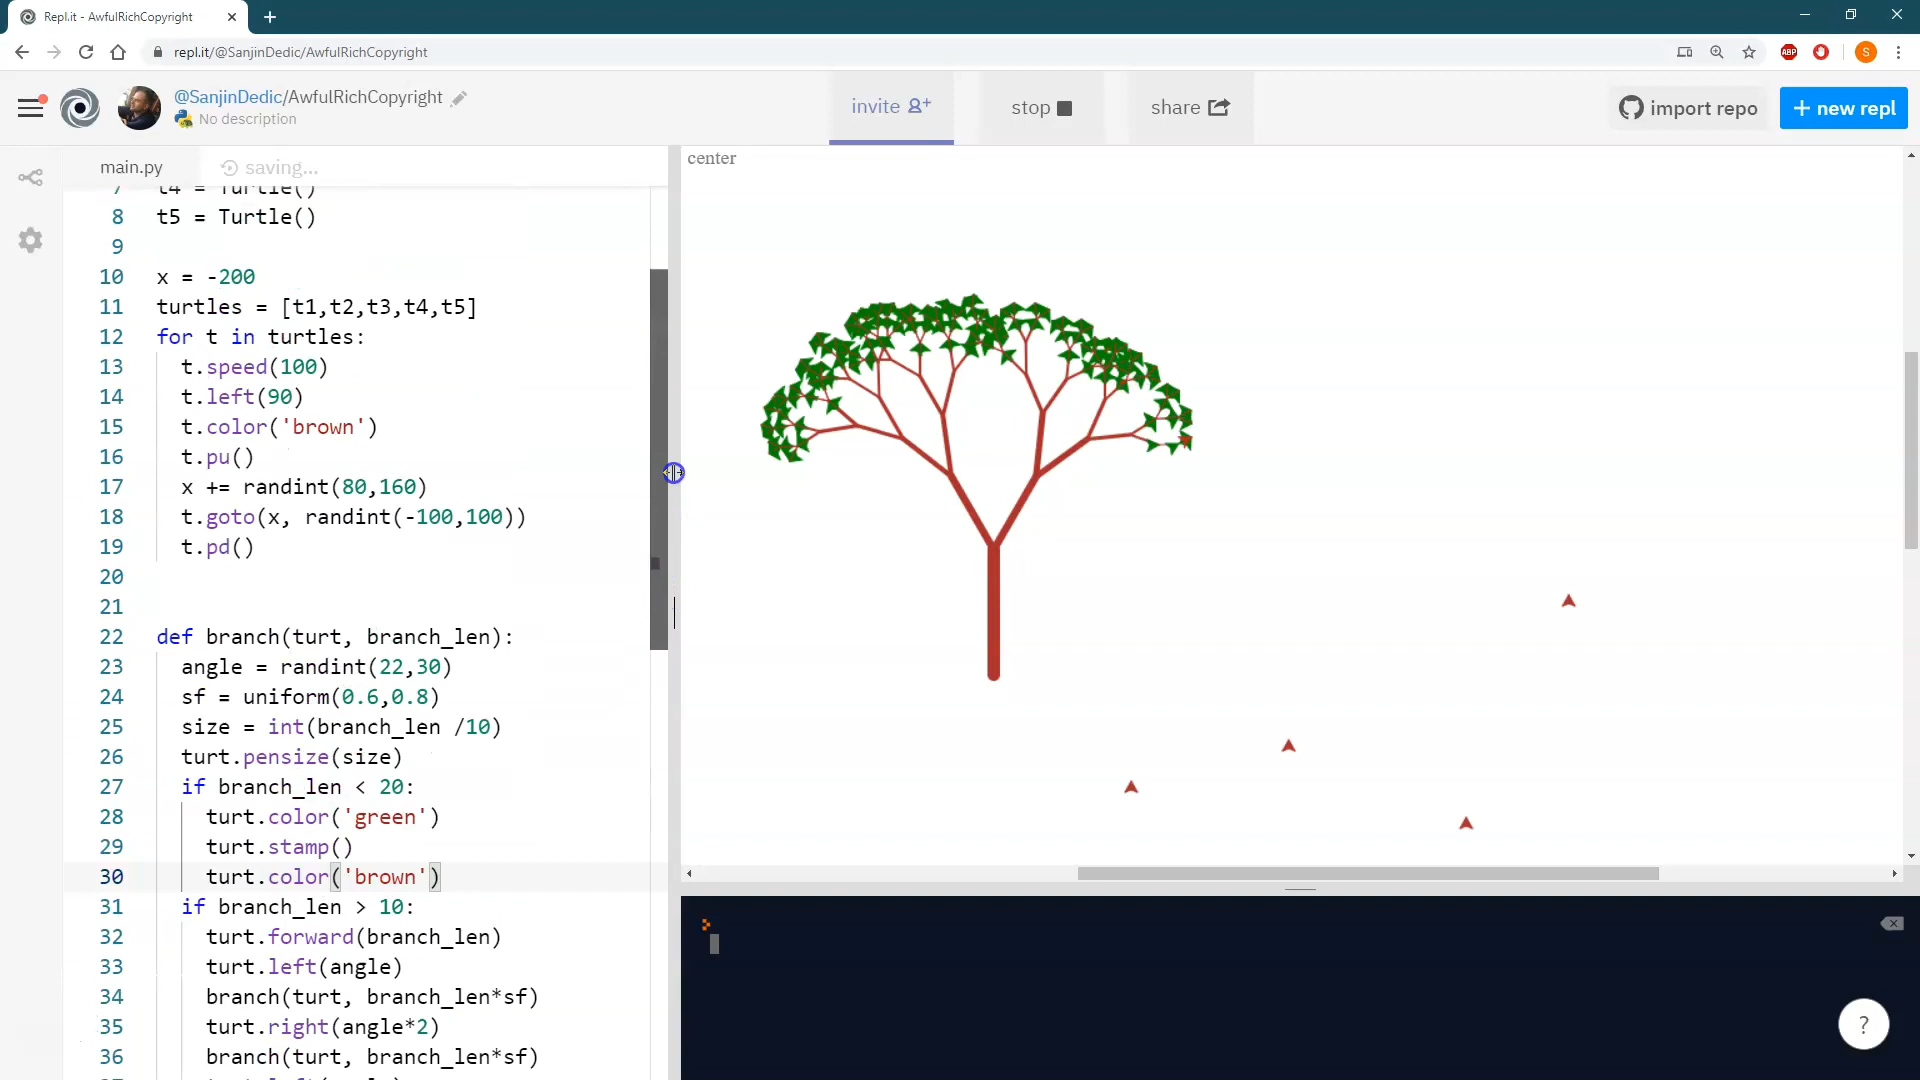 Repl.it - AwfulRichCopyright
repl.it/@SanjinDedic/AwfulRichCopyright
ABP
S
@SanjinDedic/AwfulRichCopyright
No description
invite
stop
share
import repo
+ new repl
main.py
saving...
center
7 t4 = Turtle()
8 t5 = Turtle()
9
10 x = -200
11 turtles = [t1,t2,t3,t4,t5]
12 for t in turtles:
13 t.speed(100)
14 t.left(90)
15 t.color('brown')
16 t.pu()
17 x += randint(80,160)
18 t.goto(x, randint(-100,100))
19 t.pd()
20
21
22 def branch(turt, branch_len):
23 angle = randint(22,30)
24 sf = uniform(0.6,0.8)
25 size = int(branch_len /10)
26 turt.pensize(size)
27 if branch_len < 20:
28 turt.color('green')
29 turt.stamp()
30 turt.color('brown')
31 if branch_len > 10:
32 turt.forward(branch_len)
33 turt.left(angle)
34 branch(turt, branch_len*sf)
35 turt.right(angle*2)
36 branch(turt, branch_len*sf)
?